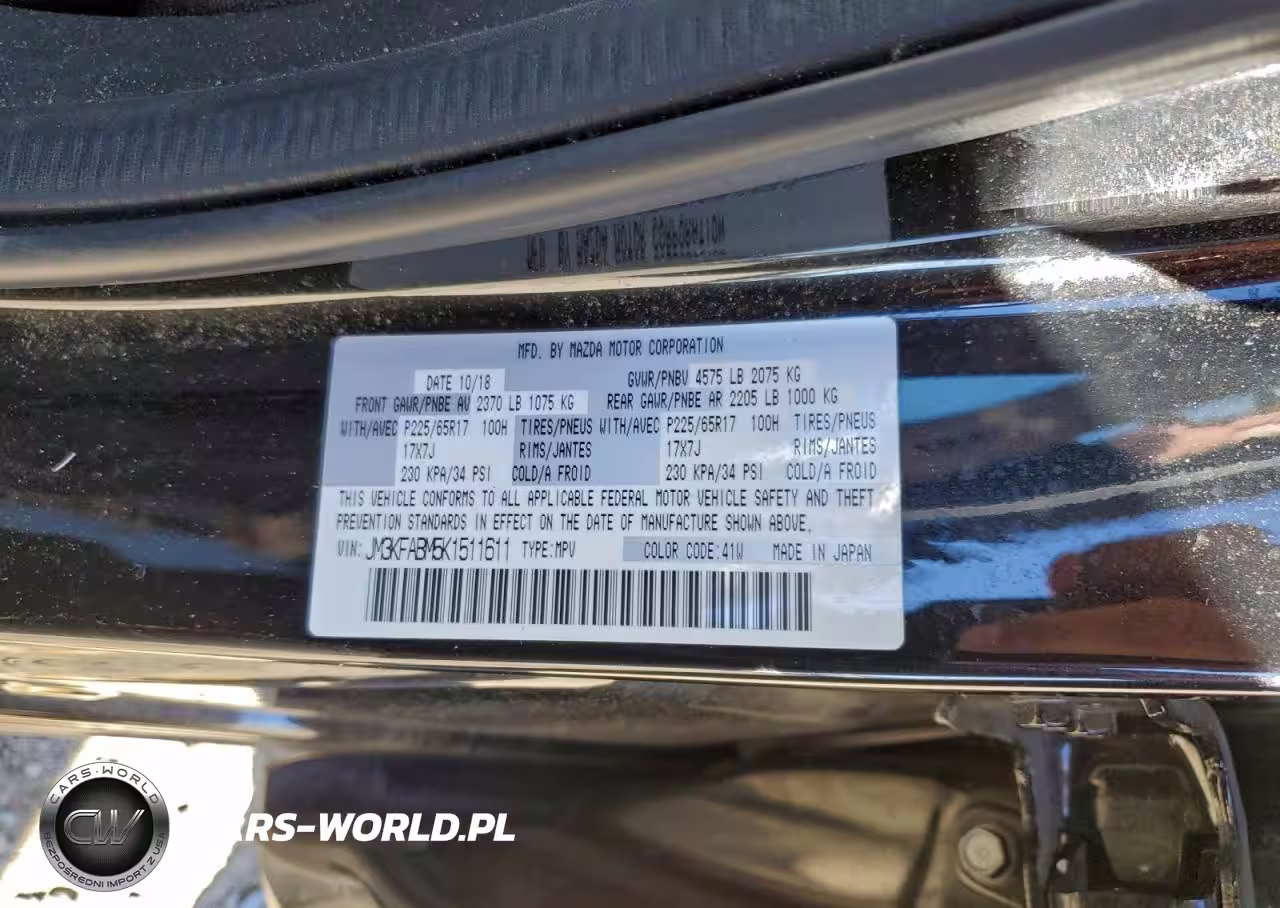 MFD. BY MAZDA MOTOR CORPORATION
DATE 10/18 GVWR/PNBV 4575 LB 2075 KG
FRONT GAWR/PNBE AV 2370 LB 1075 KG REAR GAWR/PNBE AR 2205 LB 1000 KG
WITH/AVEC P225/65R17 100H TIRES/PNEUS WITH/AVEC P225/65R17 100H TIRES/PNEUS
17X7J RIMS/JANTES 17X7J RIMS/JANTES
230 KPA/34 PSI COLD/A FROID 230 KPA/34 PSI COLD/A FROID
THIS VEHICLE CONFORMS TO ALL APPLICABLE FEDERAL MOTOR VEHICLE SAFETY AND THEFT
PREVENTION STANDARDS IN EFFECT ON THE DATE OF MANUFACTURE SHOWN ABOVE.
VIN: JM3KFABM5K1511611 TYPE:MPV COLOR CODE:41W MADE IN JAPAN
CARS-WORLD
CW
BEZPOŚREDNI IMPORT Z USA
CARS-WORLD.PL